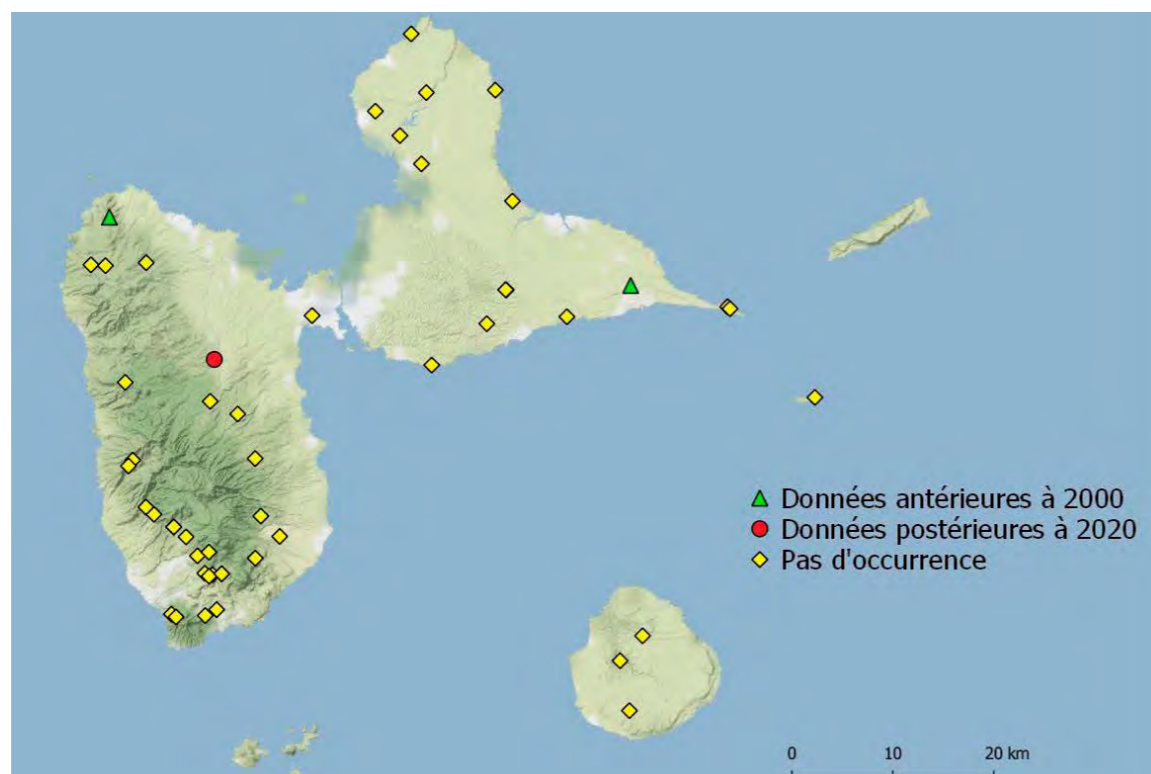 Données antérieures à 2000
Données postérieures à 2020
Pas d'occurrence
0 10 20 km